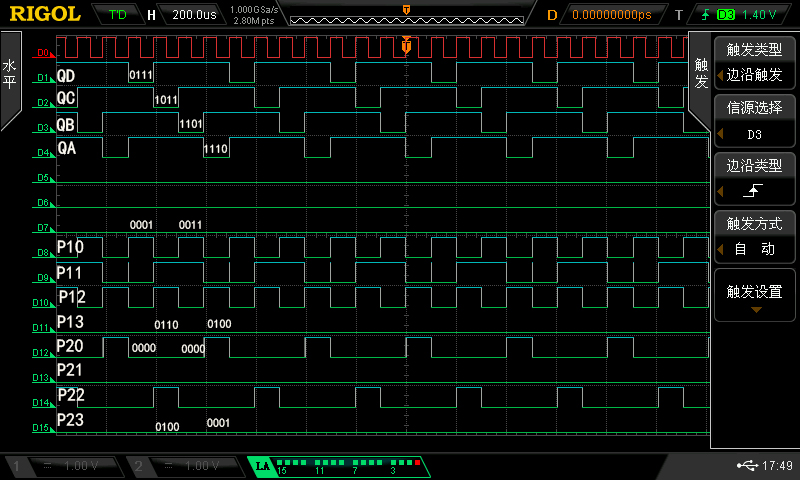 RIGOL T'D H 200.0us 1.000GSa/s 2.80M pts D 0.00000000ps T D3 1.40 V
水平
触发
D0
D1 QD 0111
D2 QC 1011
D3 QB 1101
D4 QA 1110
D5
D6
D7 0001 0011
D8 P10
D9 P11
D10 P12
D11 P13 0110 0100
D12 P20 0000 0000
D13 P21
D14 P22
D15 P23 0100 0001
触发类型
边沿触发
信源选择
D3
边沿类型
触发方式
自 动
触发设置
1 1.00 V 2 1.00 V LA 15 11 7 3 17:49